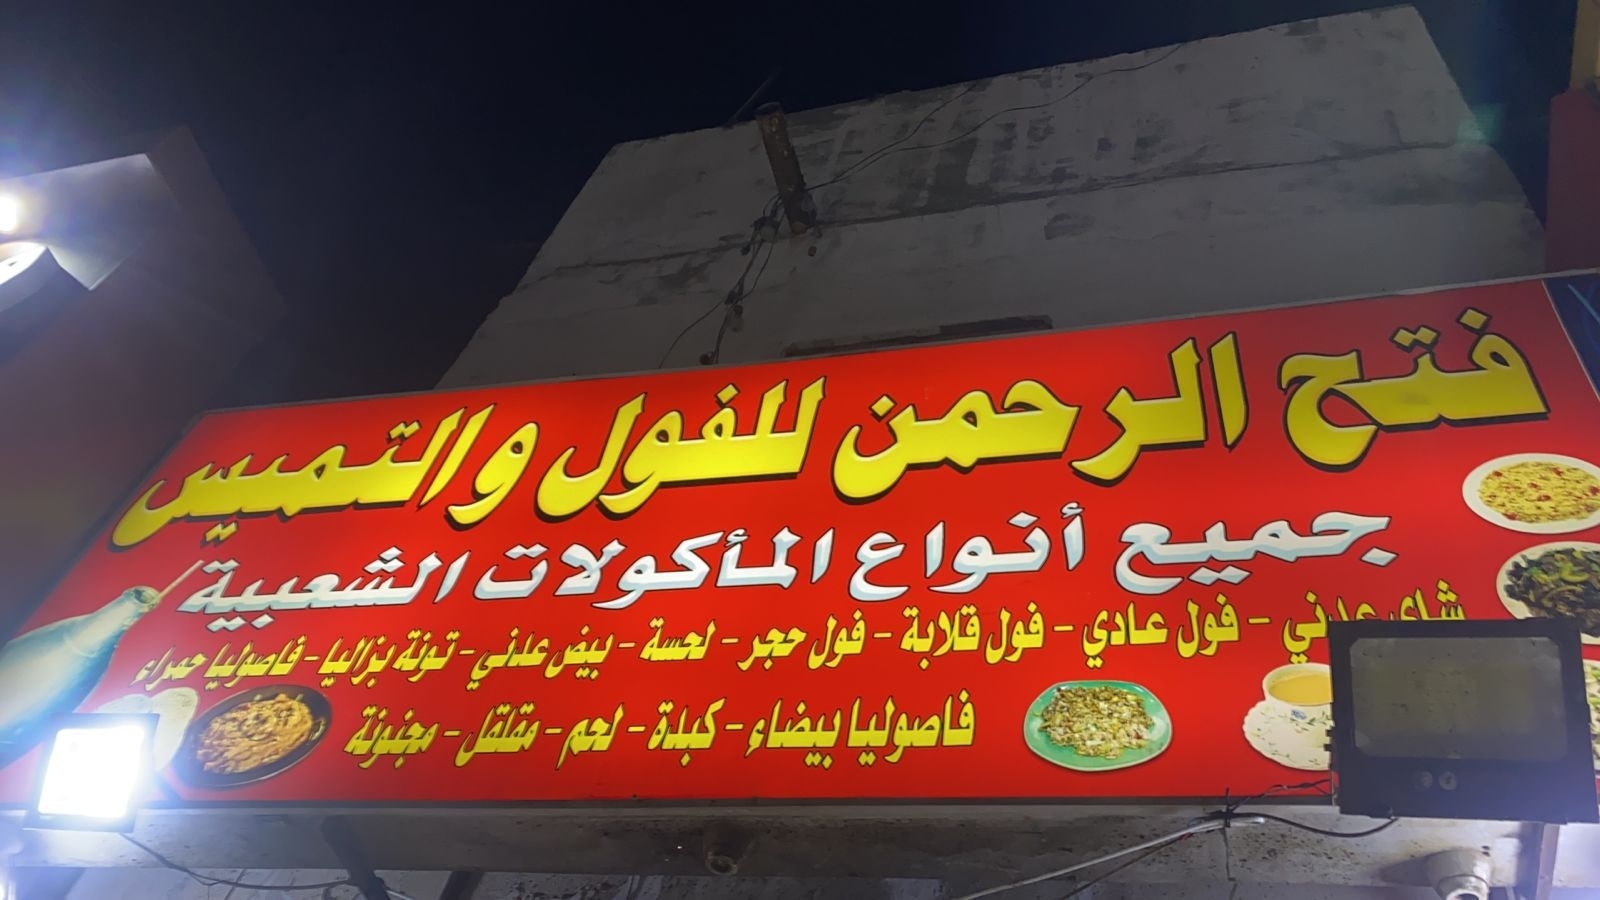 فتح الرحمن للفول والتميس
جميع أنواع المأكولات الشعبية
شاي عدني - فول عادي - فول قلابة - فول حجر - لحسة - بيض عدني - تونة بزاليا - فاصوليا حمراء
فاصوليا بيضاء - كبدة - لحم - مقلقل - مجنونة